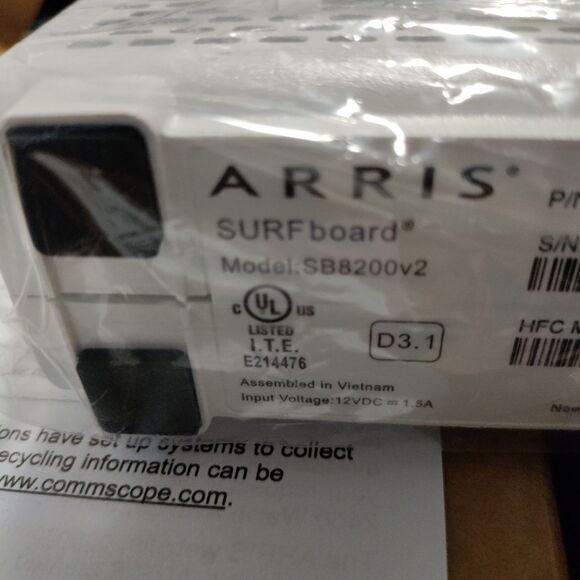 ARRIS®
SURFboard®
Model:SB8200v2
P/N
S/N
C UL US
LISTED
I.T.E.
E214476
D3.1
HFC
Assembled in Vietnam
Input Voltage:12VDC ⎓ 1.5A
ons have set up systems to collect
ecycling information can be
ww.commscope.com.